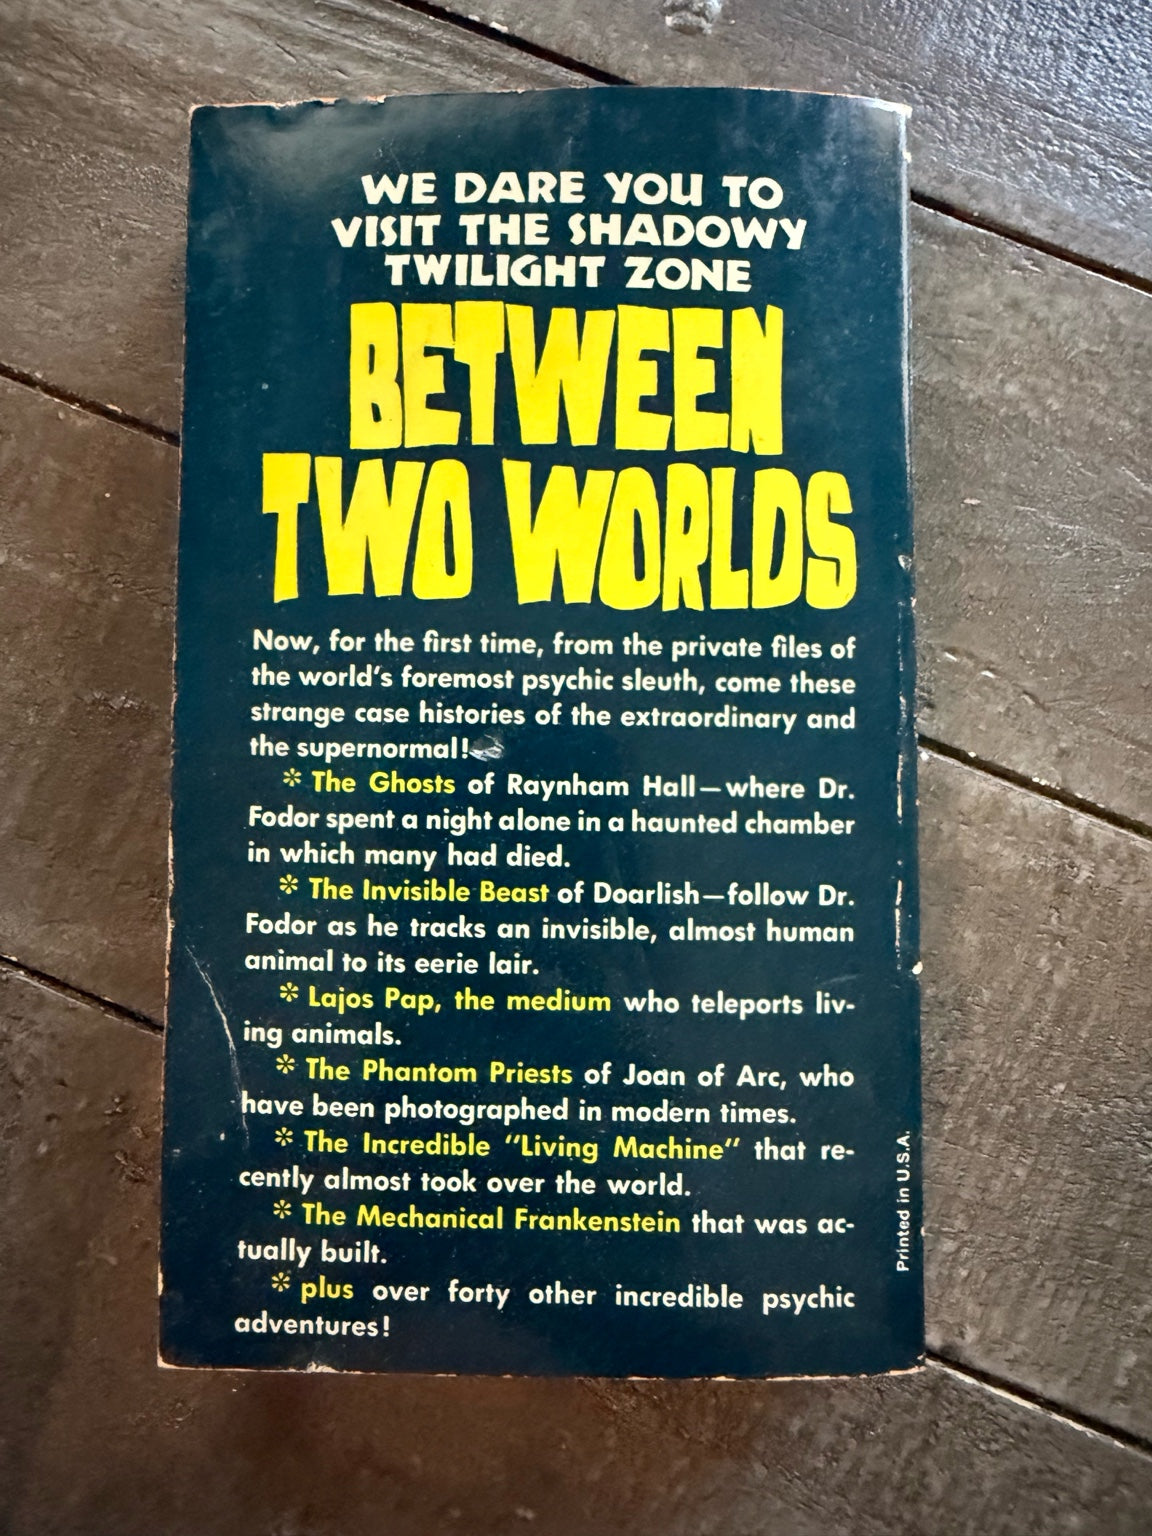 WE DARE YOU TO
VISIT THE SHADOWY
TWILIGHT ZONE
BETWEEN
TWO WORLDS
Now, for the first time, from the private files of
the world's foremost psychic sleuth, come these
strange case histories of the extraordinary and
the supernormal!
* The Ghosts of Raynham Hall—where Dr.
Fodor spent a night alone in a haunted chamber
in which many had died.
* The Invisible Beast of Doarlish—follow Dr.
Fodor as he tracks an invisible, almost human
animal to its eerie lair.
* Lajos Pap, the medium who teleports liv-
ing animals.
* The Phantom Priests of Joan of Arc, who
have been photographed in modern times.
* The Incredible "Living Machine" that re-
cently almost took over the world.
* The Mechanical Frankenstein that was ac-
tually built.
* plus over forty other incredible psychic
adventures!
Printed in U.S.A.